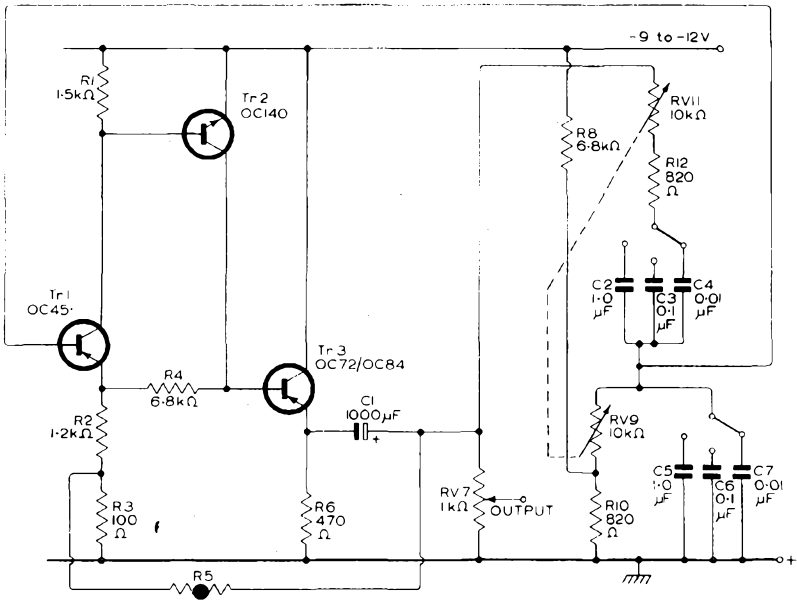 -9 to -12V
R1
1·5kΩ
Tr2
OC140
R8
6·8kΩ
RV11
10kΩ
R12
820
Ω
C2
1·0
μF
C3
0·1
μF
C4
0·01
μF
Tr1
OC45·
Tr3
OC72/OC84
R4
6·8kΩ
C1
1000μF
+
R2
1·2kΩ
RV9
10kΩ
C5
1·0
μF
C6
0·1
μF
C7
0·01
μF
R3
100
Ω
R6
470
Ω
RV7
1kΩ
OUTPUT
R10
820
Ω
+
R5